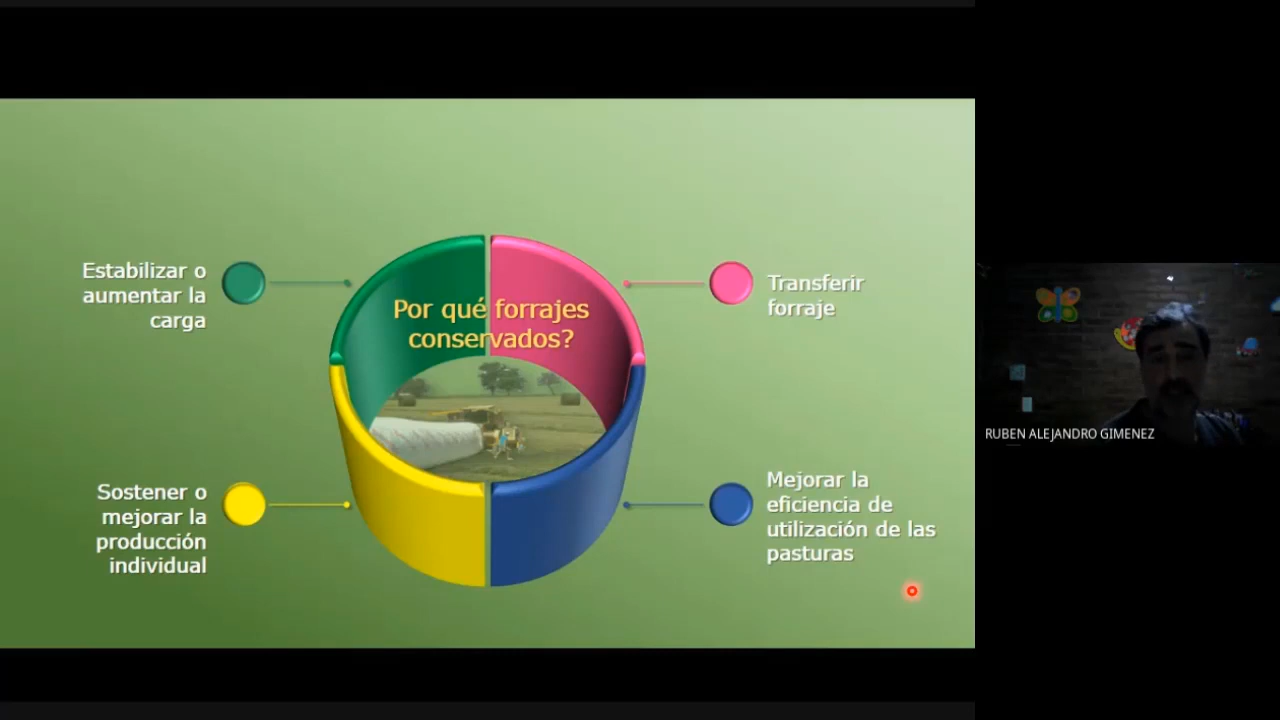 Por qué forrajes
conservados?
Estabilizar o
aumentar la
carga
Transferir
forraje
Sostener o
mejorar la
producción
individual
Mejorar la
eficiencia de
utilización de las
pasturas
RUBEN ALEJANDRO GIMENEZ